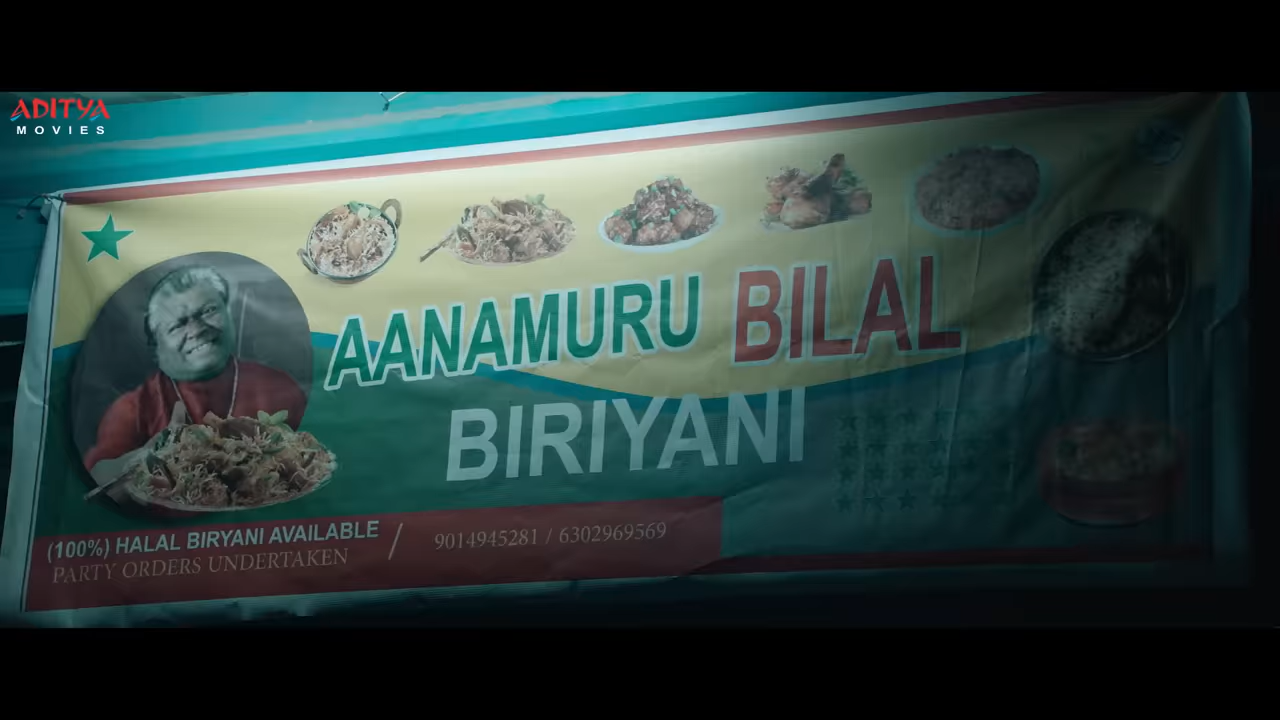 ADITYA
MOVIES
AANAMURU BILAL
BIRIYANI
(100%) HALAL BIRYANI AVAILABLE / 9014945281 / 6302969569
PARTY ORDERS UNDERTAKEN